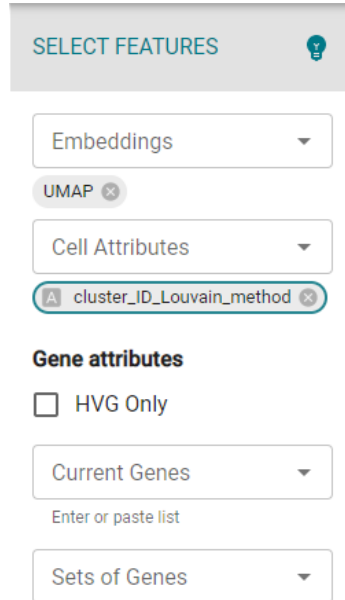 SELECT FEATURES
Embeddings
UMAP
Cell Attributes
A cluster_ID_Louvain_method
Gene attributes
HVG Only
Current Genes
Enter or paste list
Sets of Genes